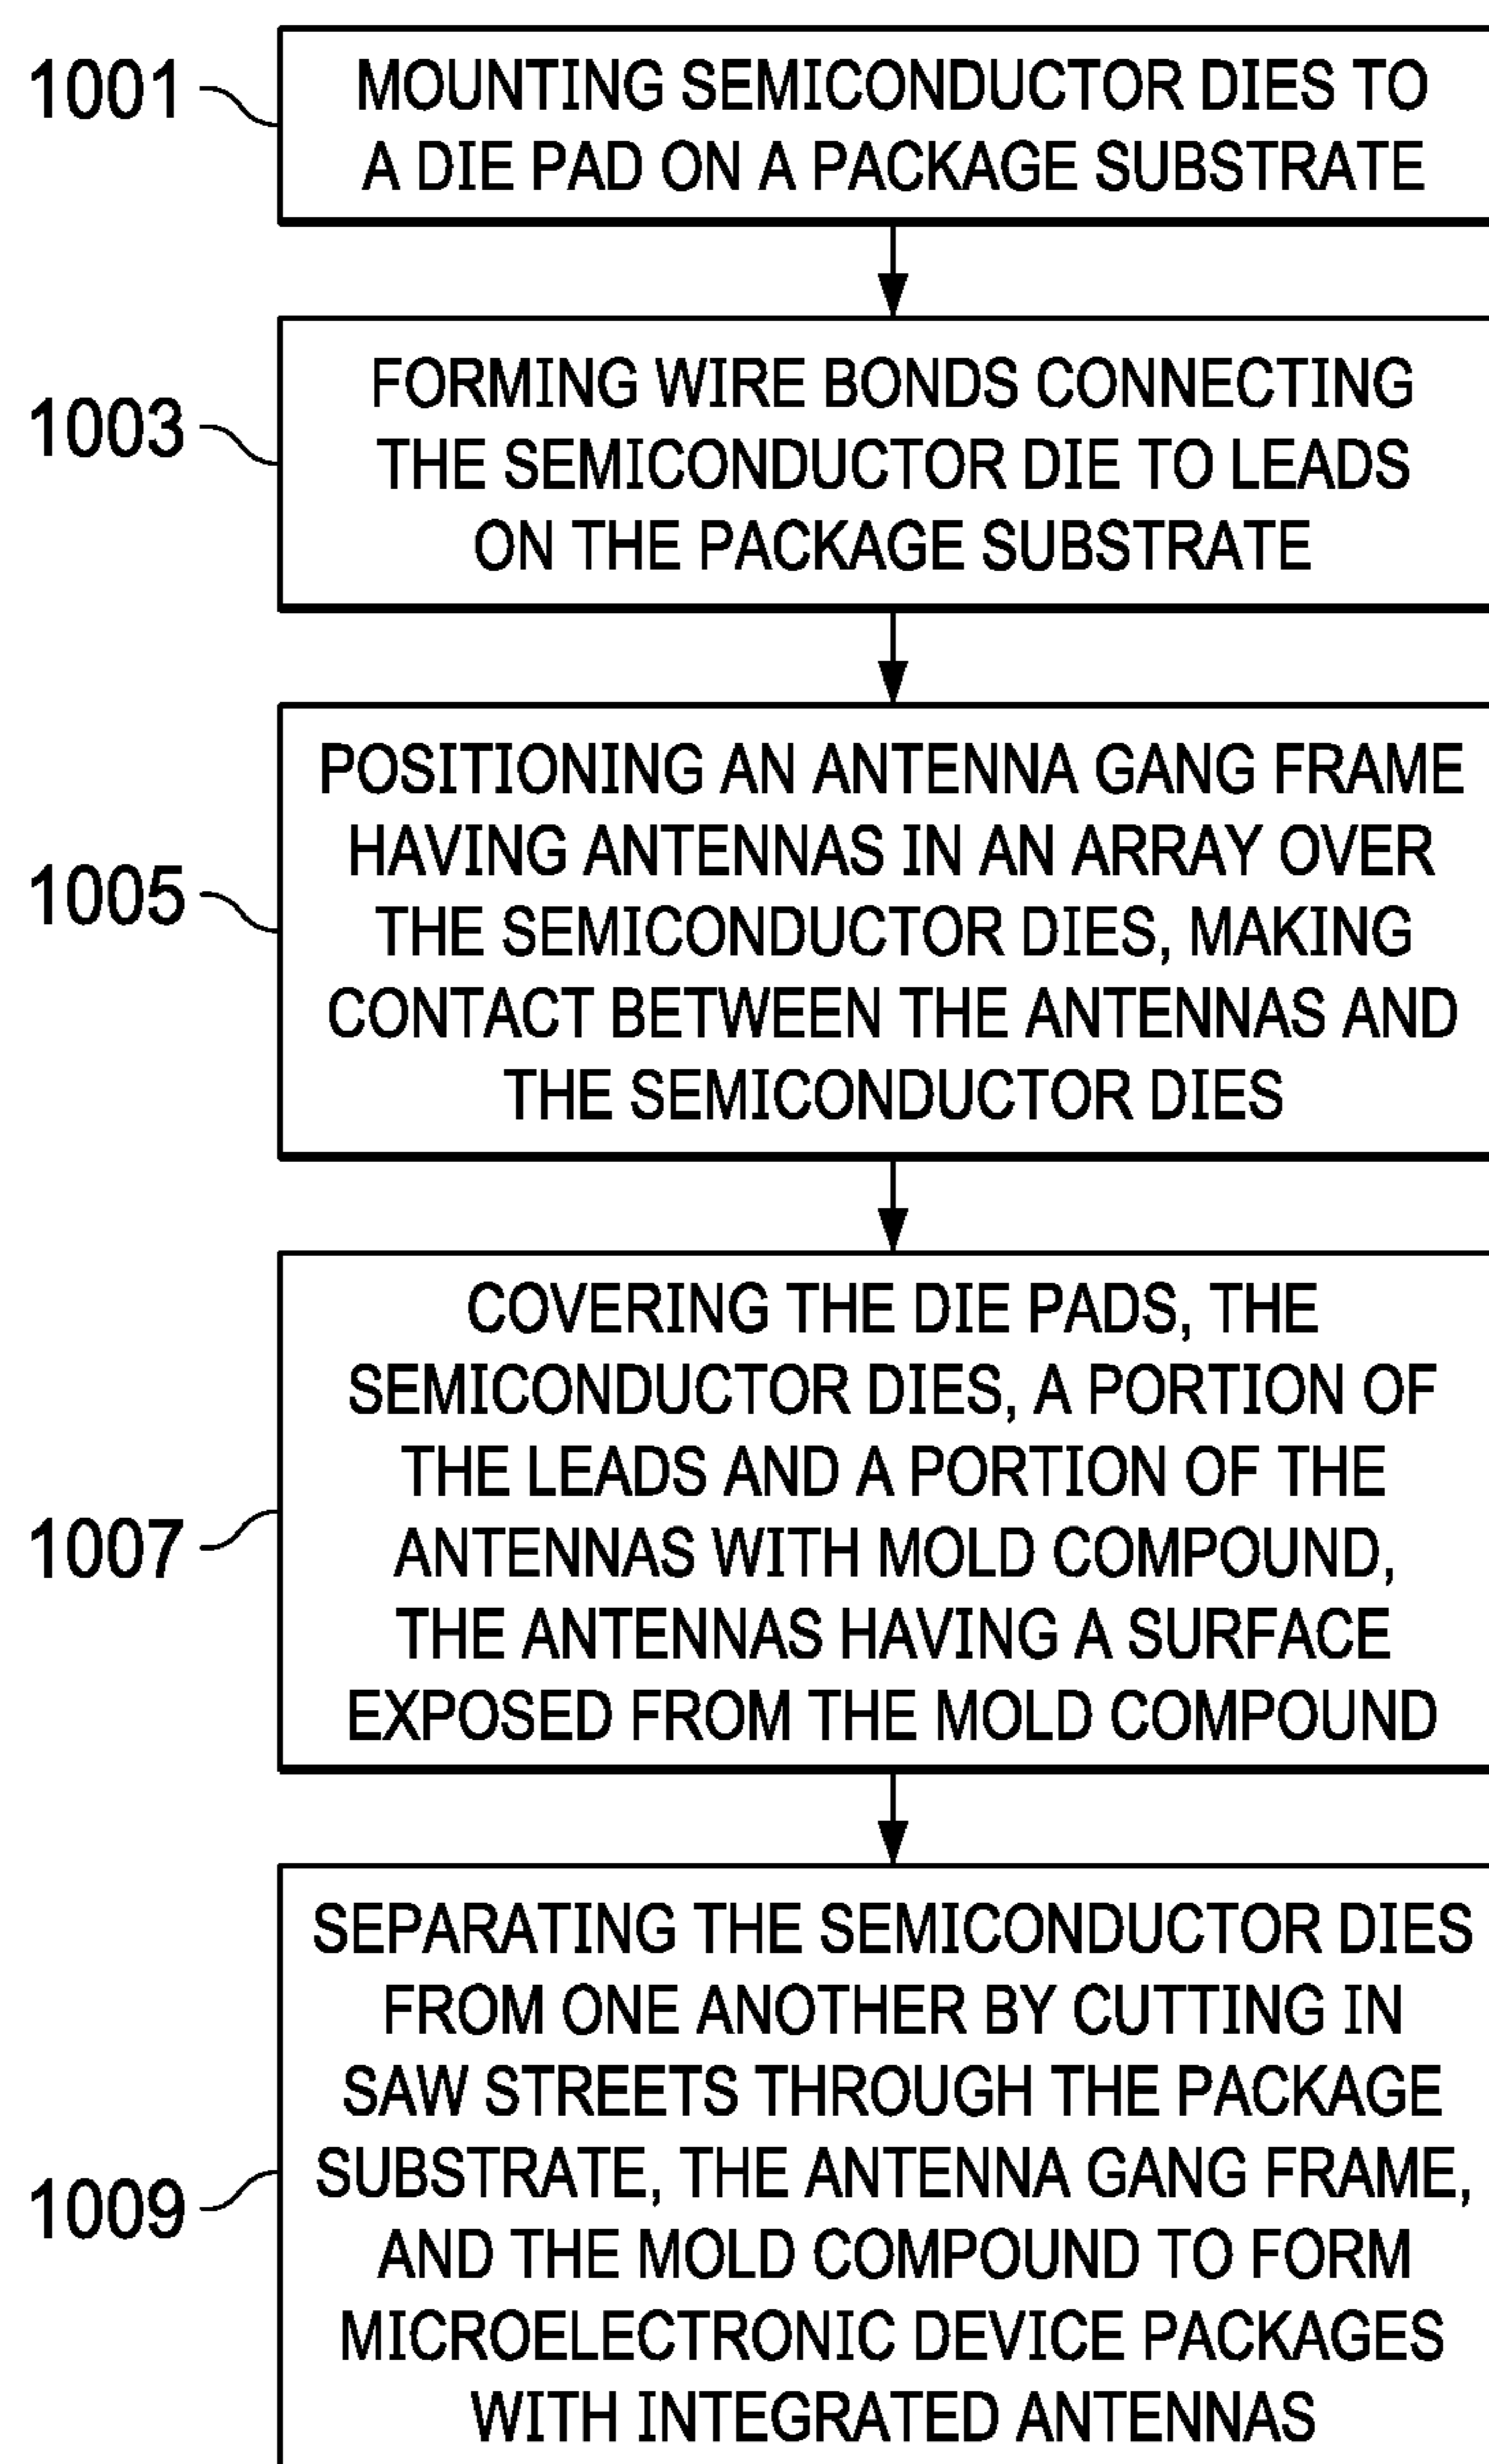 1001
MOUNTING SEMICONDUCTOR DIES TO
A DIE PAD ON A PACKAGE SUBSTRATE
1003
FORMING WIRE BONDS CONNECTING
THE SEMICONDUCTOR DIE TO LEADS
ON THE PACKAGE SUBSTRATE
1005
POSITIONING AN ANTENNA GANG FRAME
HAVING ANTENNAS IN AN ARRAY OVER
THE SEMICONDUCTOR DIES, MAKING
CONTACT BETWEEN THE ANTENNAS AND
THE SEMICONDUCTOR DIES
1007
COVERING THE DIE PADS, THE
SEMICONDUCTOR DIES, A PORTION OF
THE LEADS AND A PORTION OF THE
ANTENNAS WITH MOLD COMPOUND,
THE ANTENNAS HAVING A SURFACE
EXPOSED FROM THE MOLD COMPOUND
1009
SEPARATING THE SEMICONDUCTOR DIES
FROM ONE ANOTHER BY CUTTING IN
SAW STREETS THROUGH THE PACKAGE
SUBSTRATE, THE ANTENNA GANG FRAME,
AND THE MOLD COMPOUND TO FORM
MICROELECTRONIC DEVICE PACKAGES
WITH INTEGRATED ANTENNAS